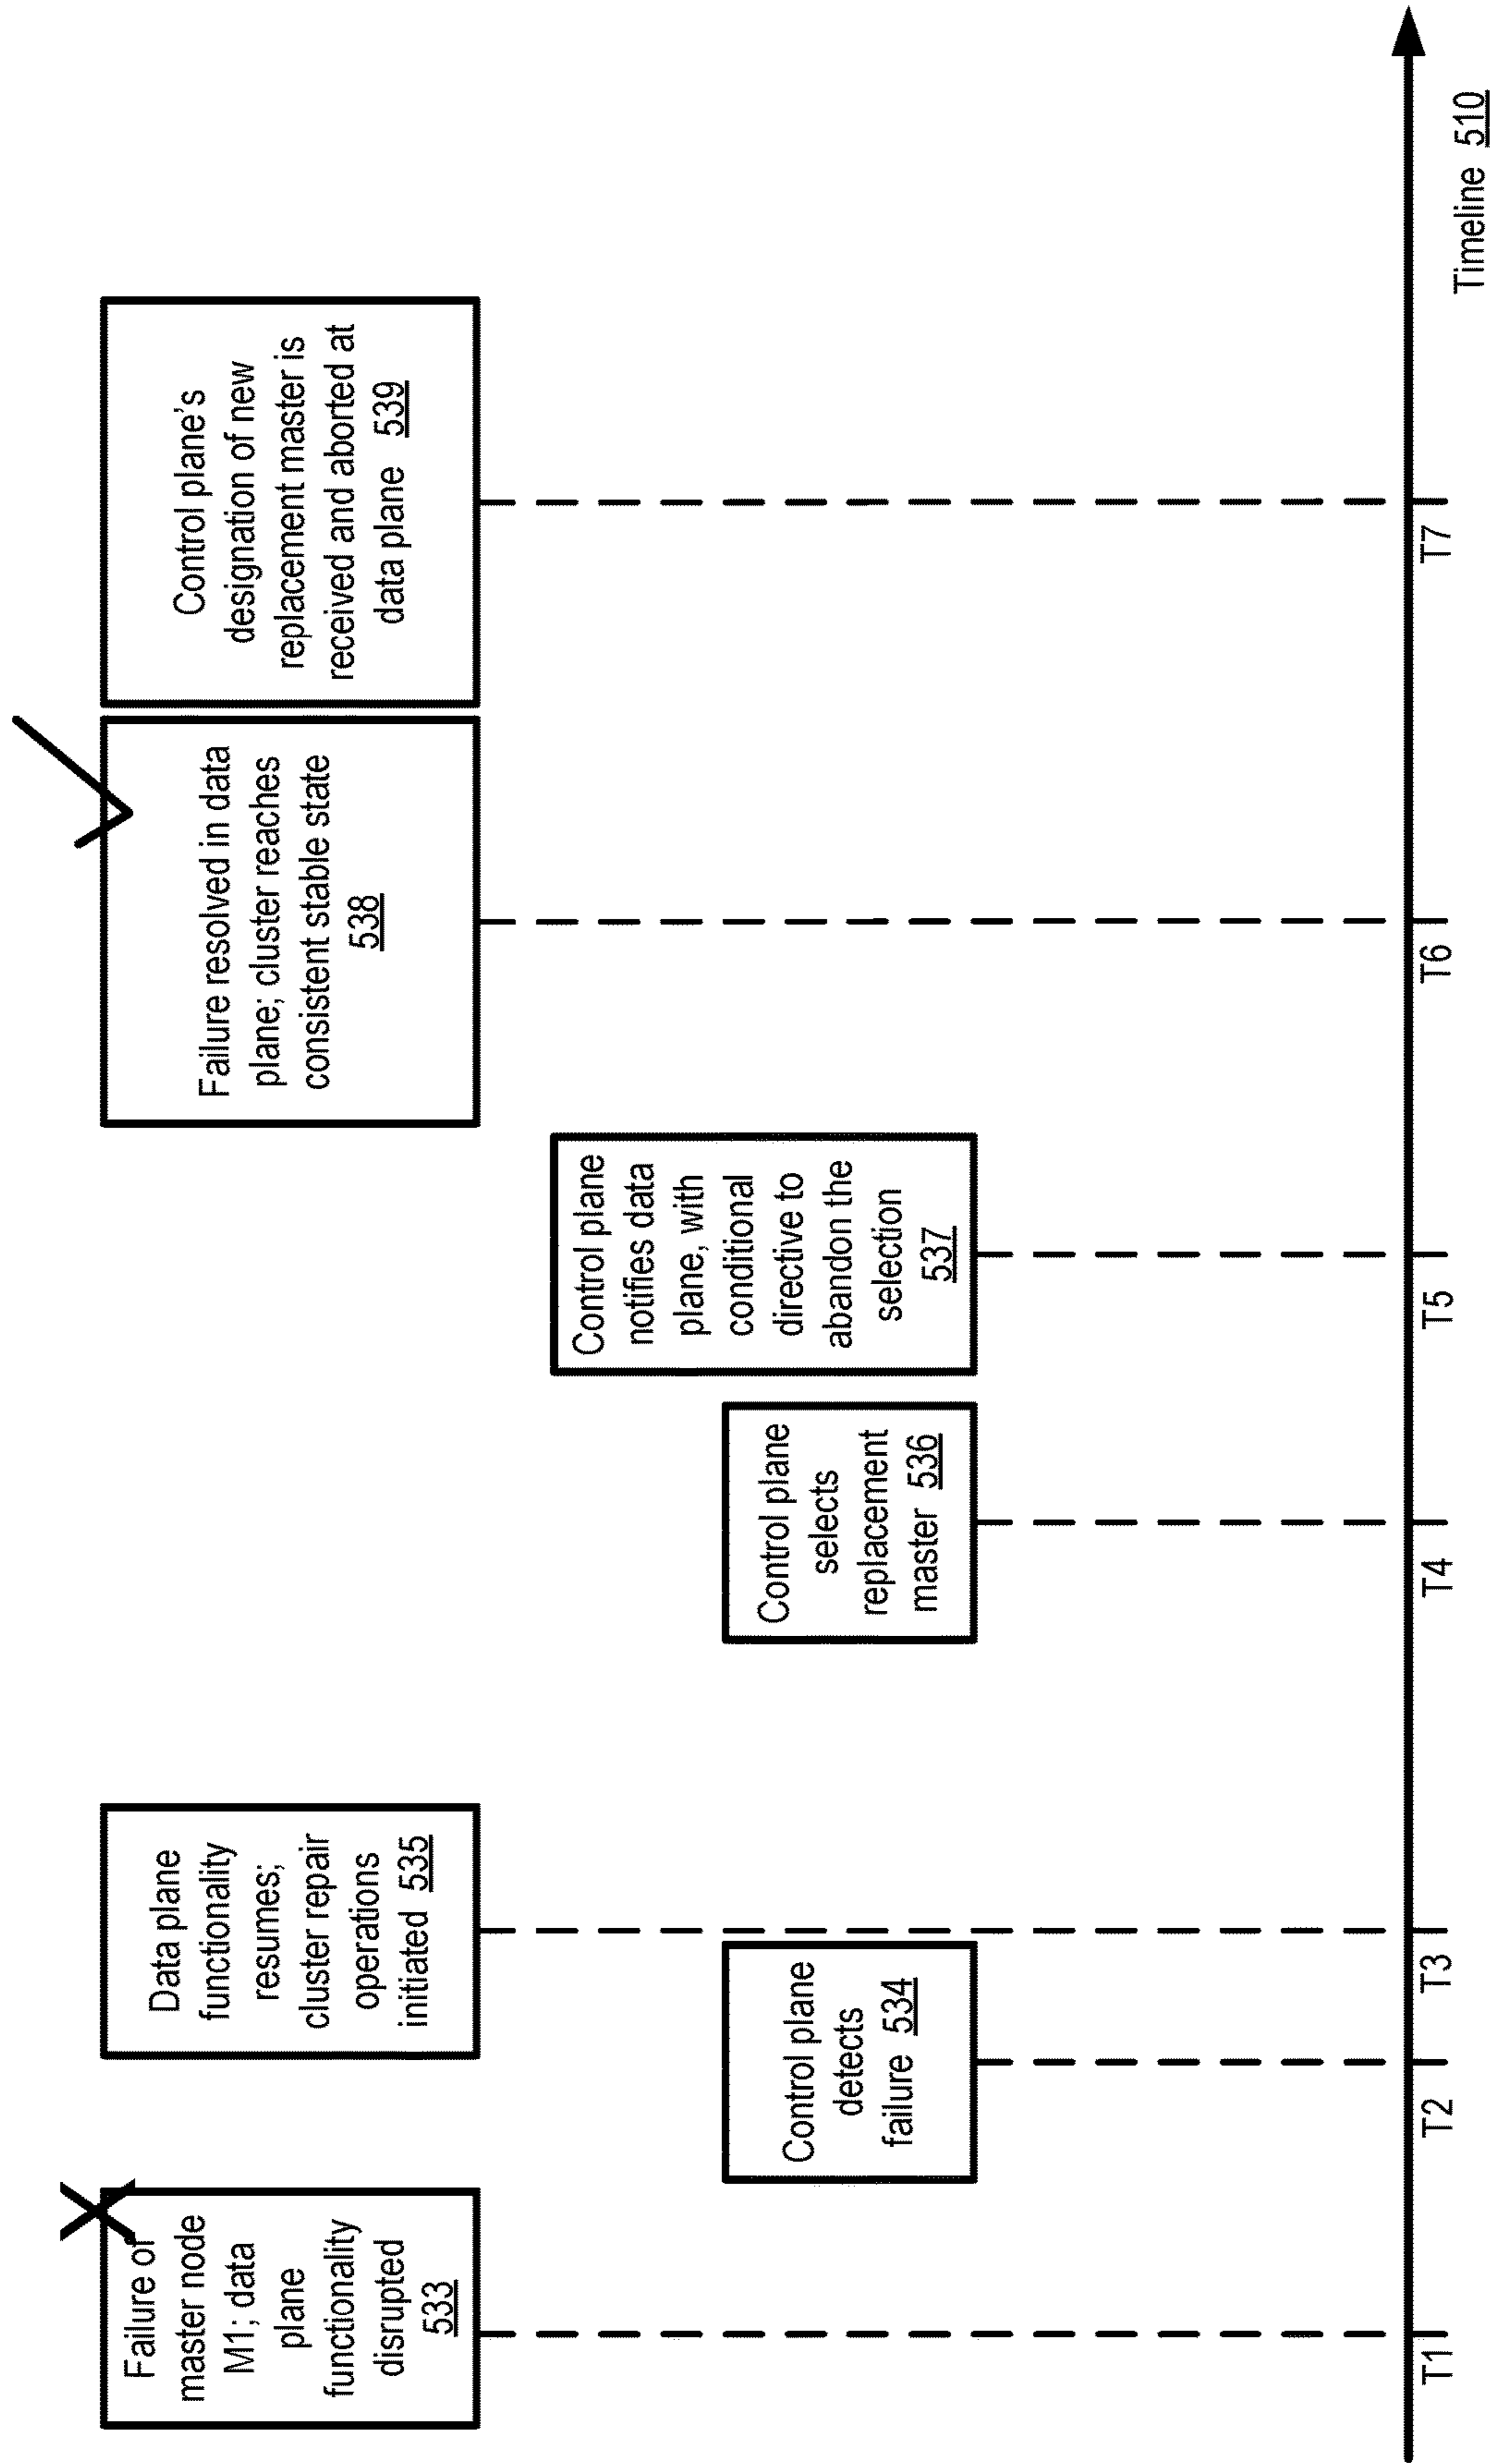 Failure of
master node
M1; data
plane
functionality
disrupted
533
Data plane
functionality
resumes;
cluster repair
operations
initiated 535
Failure resolved in data
plane; cluster reaches
consistent stable state
538
Control plane's
designation of new
replacement master is
received and aborted at
data plane 539
Control plane
detects
failure 534
Control plane
selects
replacement
master 536
Control plane
notifies data
plane, with
conditional
directive to
abandon the
selection
537
T1
T2
T3
T4
T5
T6
T7
Timeline 510